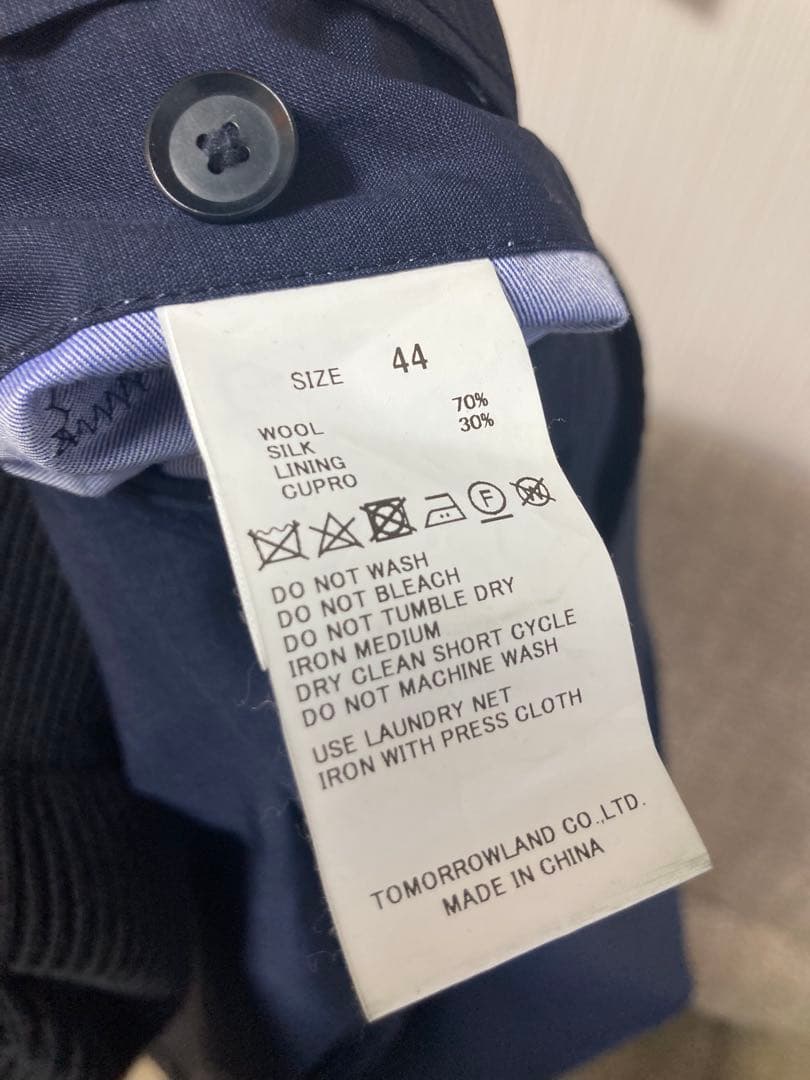 SIZE 44
WOOL 70%
SILK 30%
LINING
CUPRO
F W
DO NOT WASH
DO NOT BLEACH
DO NOT TUMBLE DRY
IRON MEDIUM
DRY CLEAN SHORT CYCLE
DO NOT MACHINE WASH
USE LAUNDRY NET
IRON WITH PRESS CLOTH
TOMORROWLAND CO.,LTD.
MADE IN CHINA